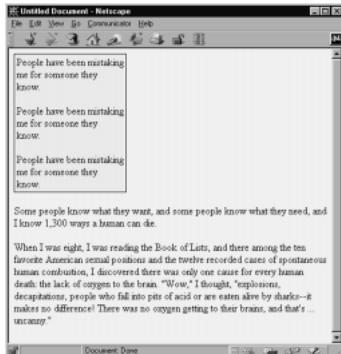 Untitled Document - Netscape
File Edit View Go Communicator Help
People have been mistaking
me for someone they
know.
People have been mistaking
me for someone they
know.
People have been mistaking
me for someone they
know.
Some people know what they want, and some people know what they need, and
I know 1,300 ways a human can die.
When I was eight, I was reading the Book of Lists, and there among the ten
favorite American sexual positions and the twelve recorded cases of spontaneous
human combustion, I discovered there was only one cause for every human
death: the lack of oxygen to the brain. "Wow," I thought, "explosions,
decapitations, people who fall into pits of acid or are eaten alive by sharks--it
makes no difference! There was no oxygen getting to their brains, and that's ...
uncanny."
Document: Done